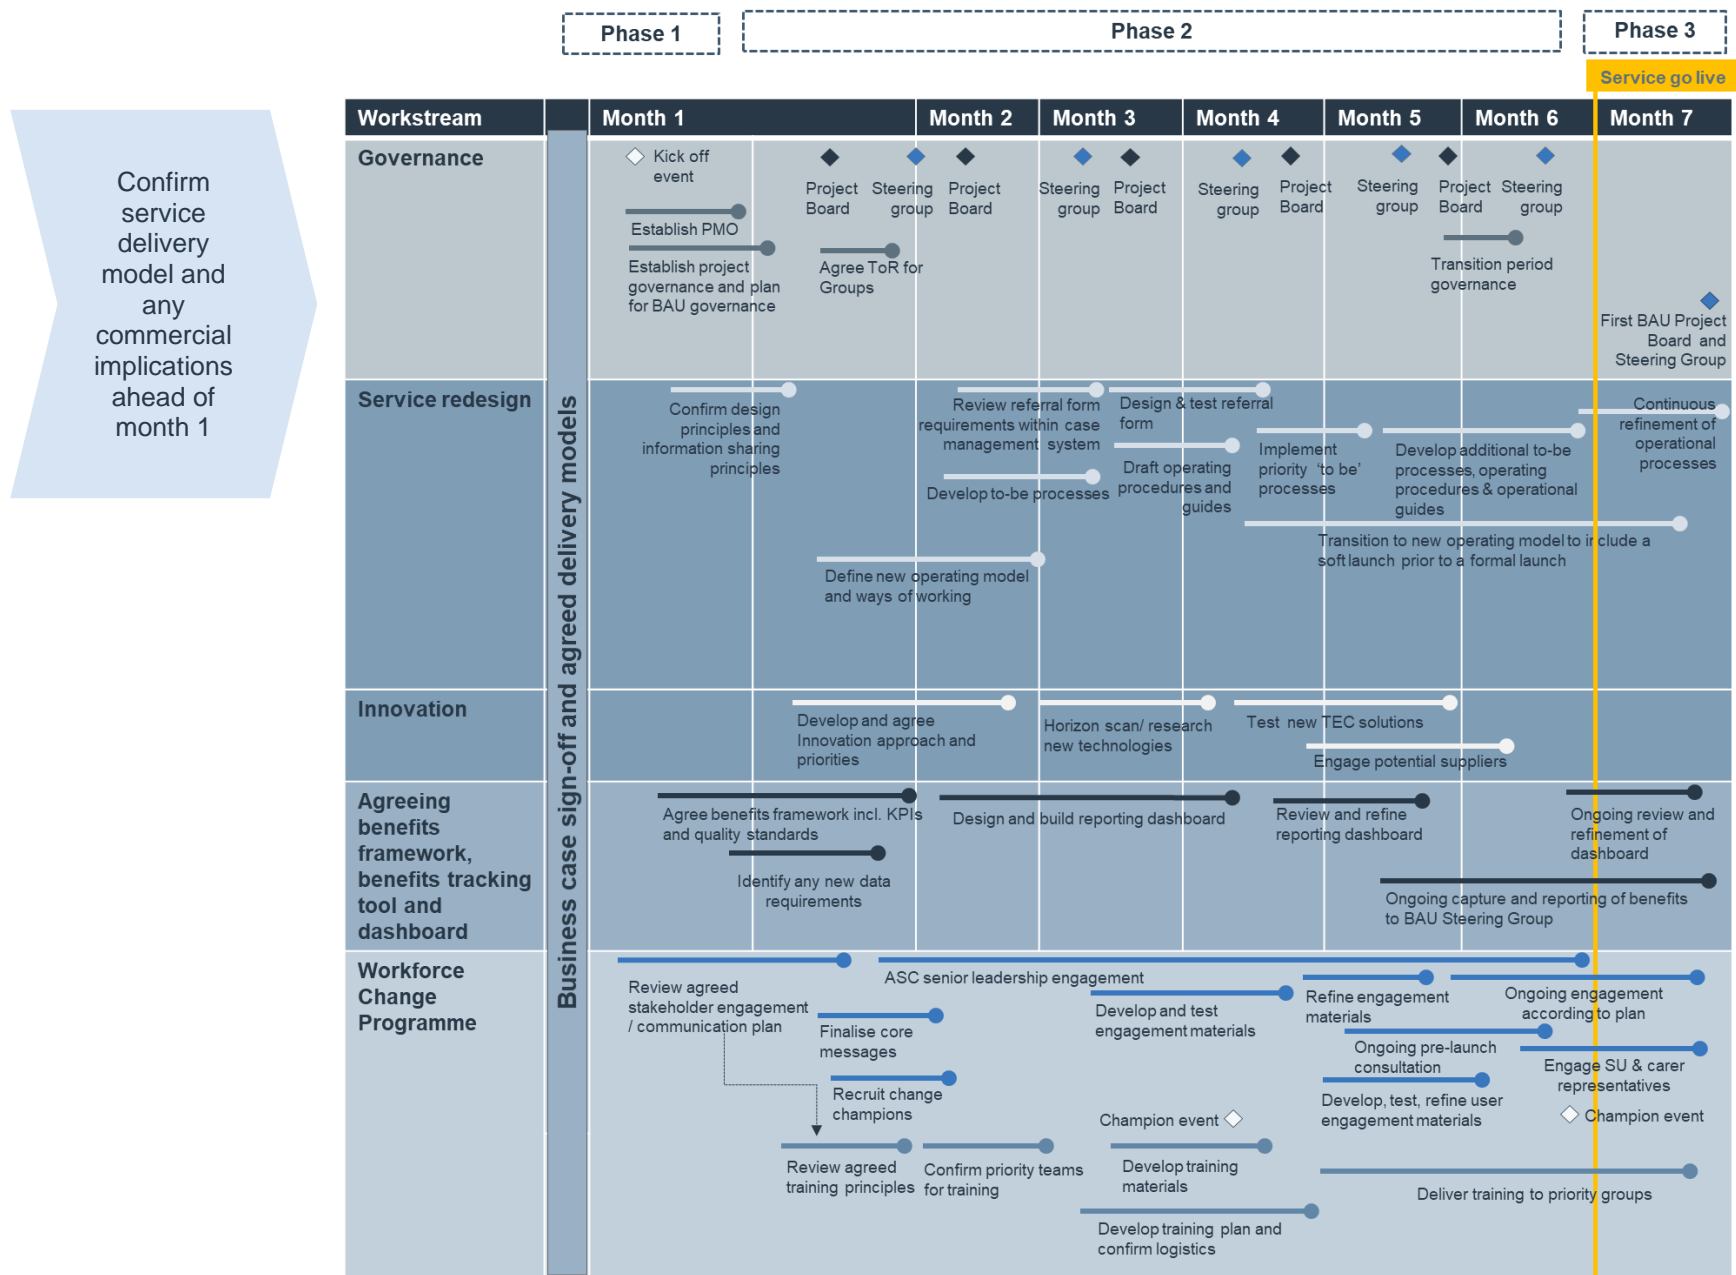 Phase 1
Phase 2
Phase 3
Service go live
Confirm
service
delivery
model and
any
commercial
implications
ahead of
month 1
Workstream
Month 1
Month 2
Month 3
Month 4
Month 5
Month 6
Month 7
Business case sign-off and agreed delivery models
Governance
Kick off
event
Project
Board
Steering
group
Project
Board
Steering
group
Project
Board
Steering
group
Project
Board
Steering
group
Project
Board
Steering
group
Establish PMO
Establish project
governance and plan
for BAU governance
Agree ToR for
Groups
Transition period
governance
First BAU Project
Board and
Steering Group
Service redesign
Confirm design
principles and
information sharing
principles
Review referral form
requirements within case
management system
Design & test referral
form
Continuous
refinement of
operational
processes
Develop to-be processes
Draft operating
procedures and
guides
Implement
priority ‘to be’
processes
Develop additional to-be
processes, operating
procedures & operational
guides
Transition to new operating model to include a
soft launch prior to a formal launch
Define new operating model
and ways of working
Innovation
Develop and agree
Innovation approach and
priorities
Horizon scan/ research
new technologies
Test new TEC solutions
Engage potential suppliers
Agreeing
benefits
framework,
benefits tracking
tool and
dashboard
Agree benefits framework incl. KPIs
and quality standards
Design and build reporting dashboard
Review and refine
reporting dashboard
Ongoing review and
refinement of
dashboard
Identify any new data
requirements
Ongoing capture and reporting of benefits
to BAU Steering Group
Workforce
Change
Programme
Review agreed
stakeholder engagement
/ communication plan
ASC senior leadership engagement
Develop and test
engagement materials
Refine engagement
materials
Ongoing engagement
according to plan
Finalise core
messages
Ongoing pre-launch
consultation
Engage SU & carer
representatives
Recruit change
champions
Develop, test, refine user
engagement materials
Champion event
Champion event
Review agreed
training principles
Confirm priority teams
for training
Develop training
materials
Deliver training to priority groups
Develop training plan and
confirm logistics